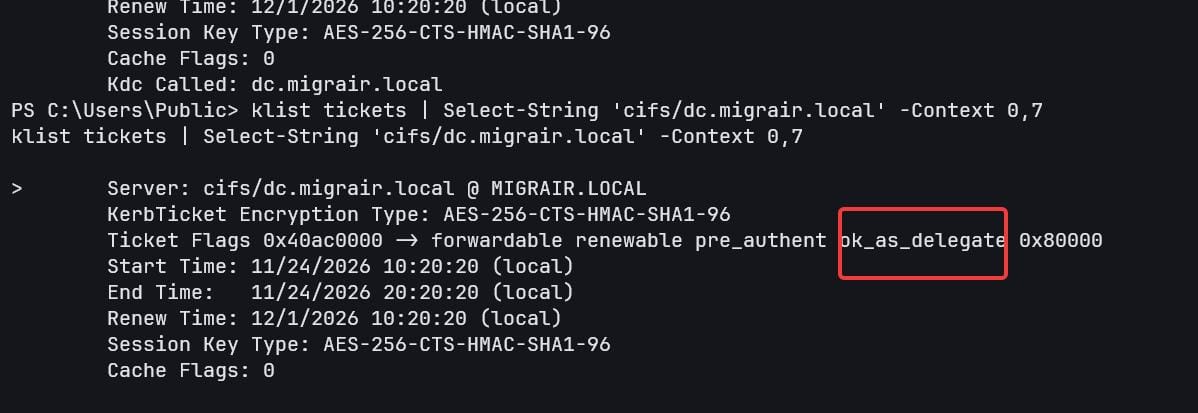 Renew Time: 12/1/2026 10:20:20 (local)
Session Key Type: AES-256-CTS-HMAC-SHA1-96
Cache Flags: 0
Kdc Called: dc.migrair.local
PS C:\Users\Public> klist tickets | Select-String 'cifs/dc.migrair.local' -Context 0,7
klist tickets | Select-String 'cifs/dc.migrair.local' -Context 0,7
> Server: cifs/dc.migrair.local @ MIGRAIR.LOCAL
KerbTicket Encryption Type: AES-256-CTS-HMAC-SHA1-96
Ticket Flags 0x40ac0000 -> forwardable renewable pre_authent ok_as_delegate 0x80000
Start Time: 11/24/2026 10:20:20 (local)
End Time: 11/24/2026 20:20:20 (local)
Renew Time: 12/1/2026 10:20:20 (local)
Session Key Type: AES-256-CTS-HMAC-SHA1-96
Cache Flags: 0